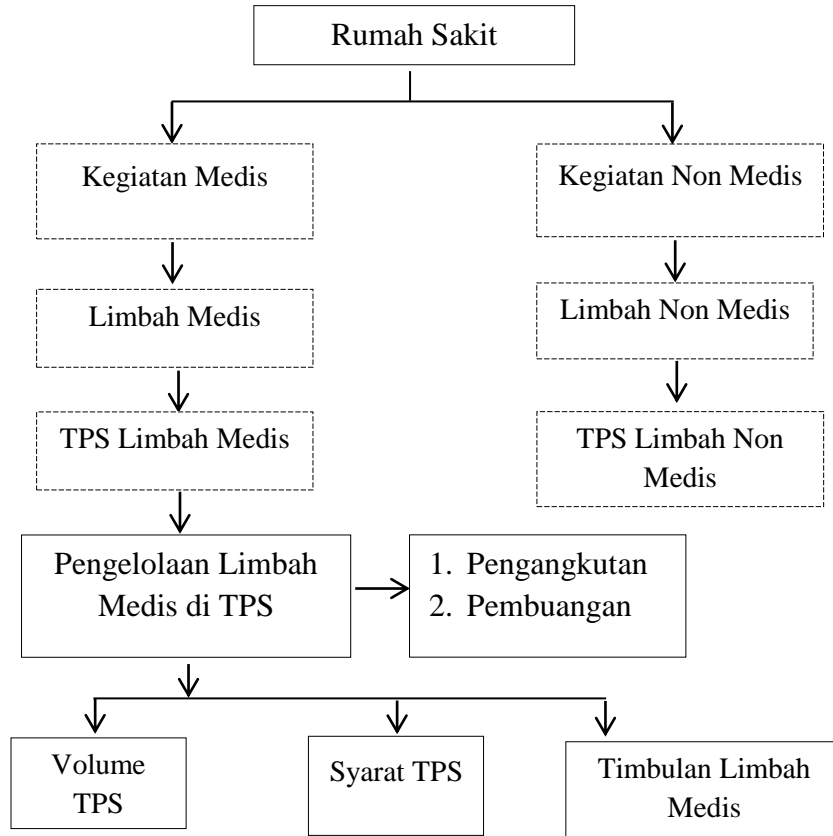 Rumah Sakit
Kegiatan Medis
Kegiatan Non Medis
Limbah Medis
Limbah Non Medis
TPS Limbah Medis
TPS Limbah Non
Medis
Pengelolaan Limbah
Medis di TPS
1. Pengangkutan
2. Pembuangan
Volume
TPS
Syarat TPS
Timbulan Limbah
Medis